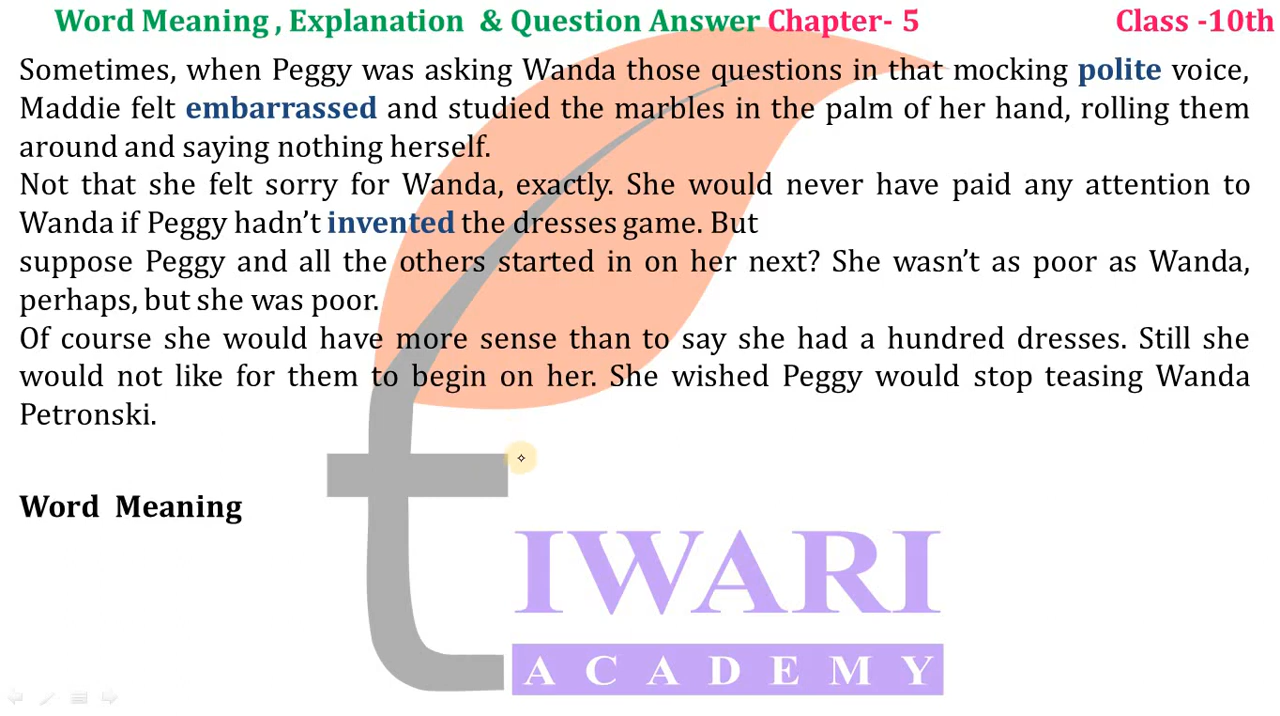 Word Meaning , Explanation & Question Answer Chapter- 5 Class -10th
Sometimes, when Peggy was asking Wanda those questions in that mocking polite voice,
Maddie felt embarrassed and studied the marbles in the palm of her hand, rolling them
around and saying nothing herself.
Not that she felt sorry for Wanda, exactly. She would never have paid any attention to
Wanda if Peggy hadn’t invented the dresses game. But
suppose Peggy and all the others started in on her next? She wasn’t as poor as Wanda,
perhaps, but she was poor.
Of course she would have more sense than to say she had a hundred dresses. Still she
would not like for them to begin on her. She wished Peggy would stop teasing Wanda
Petronski.
Word Meaning
tIWARI
ACADEMY